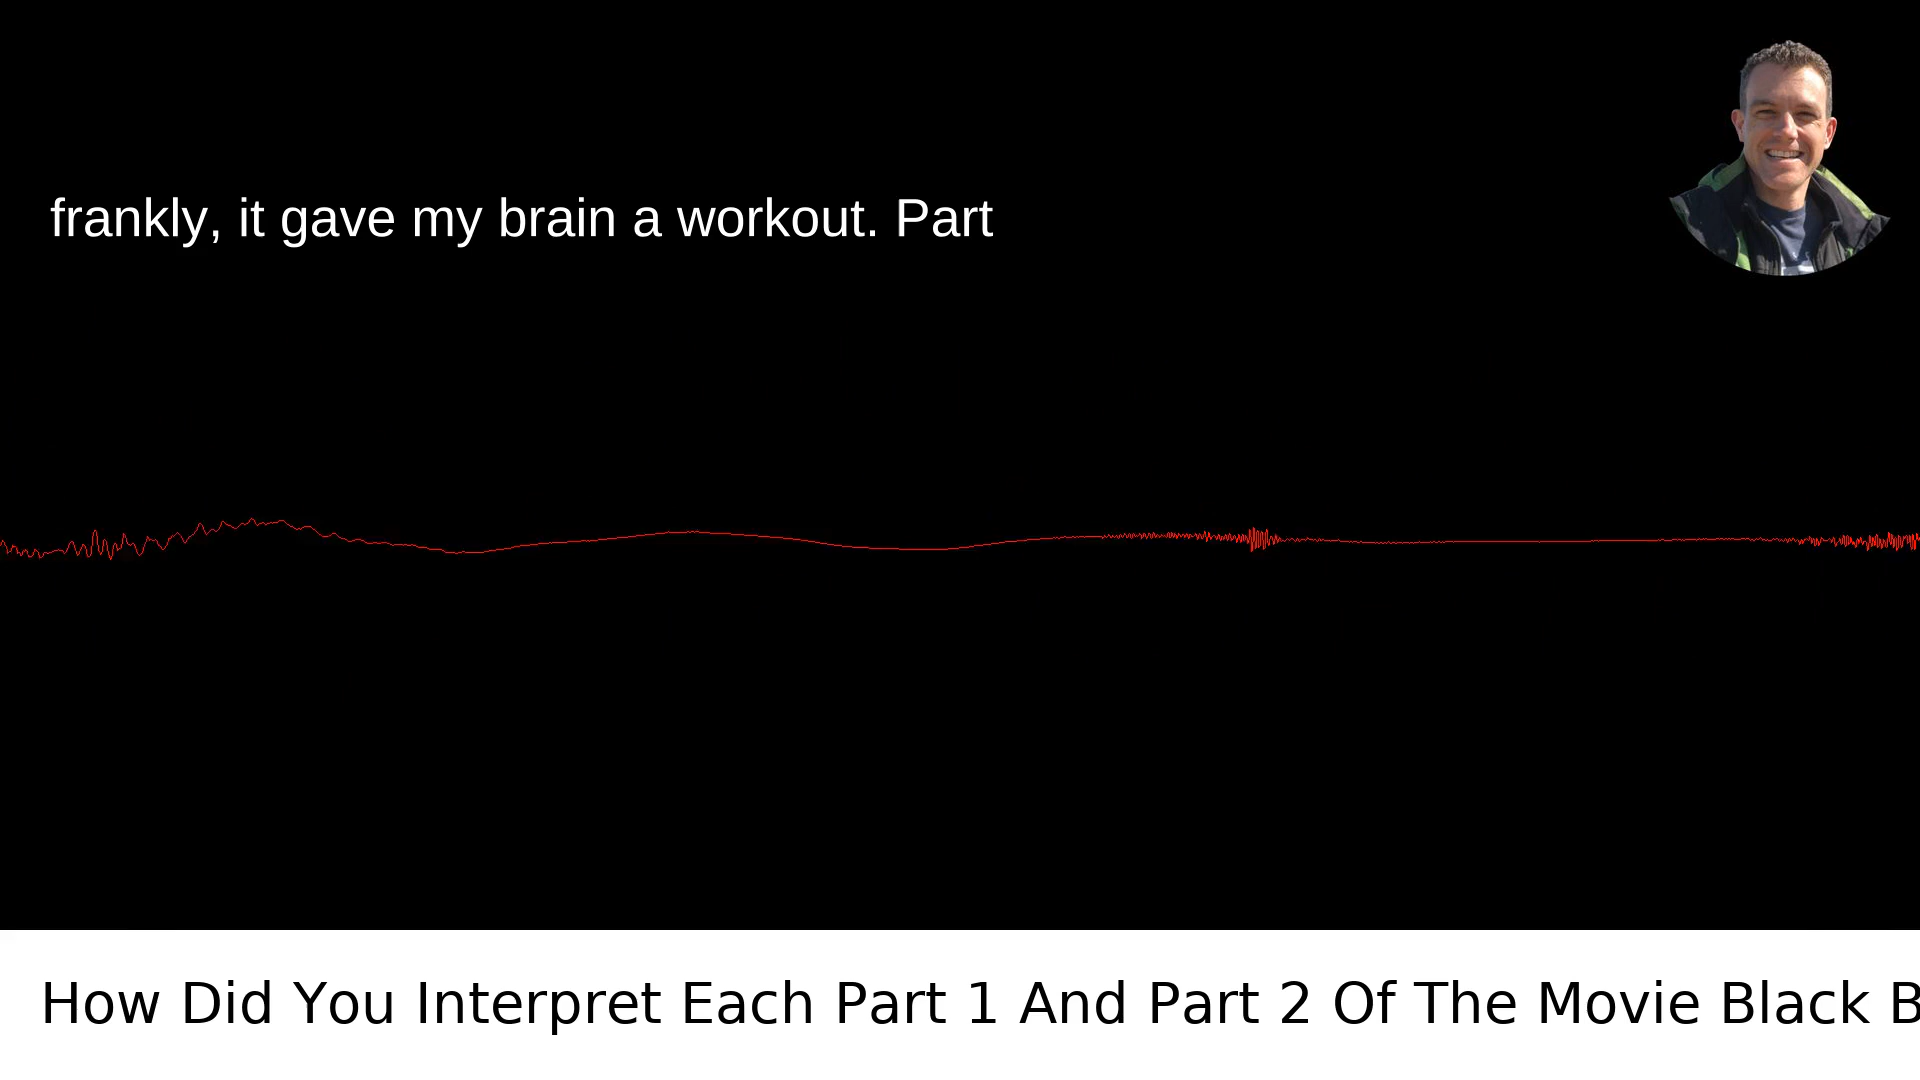 frankly, it gave my brain a workout. Part
How Did You Interpret Each Part 1 And Part 2 Of The Movie Black B